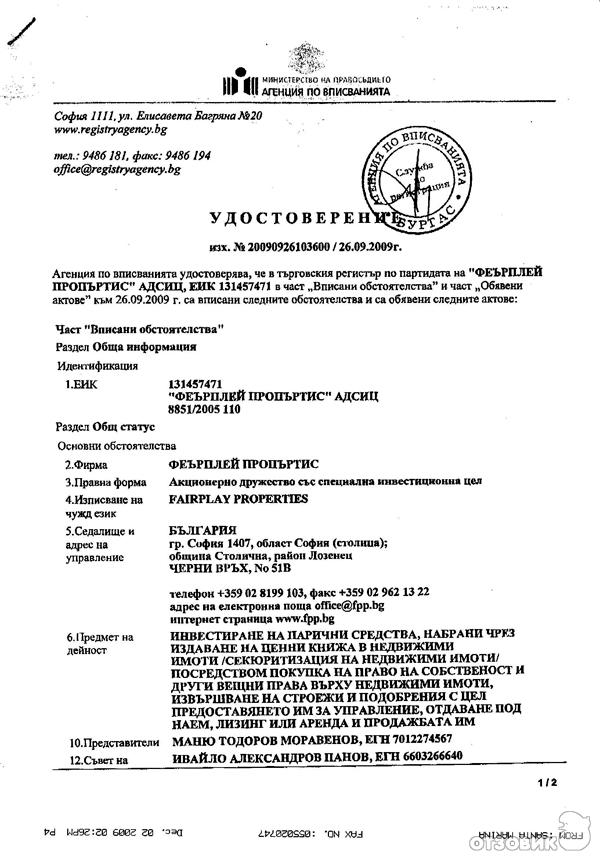 МИНИСТЕРСТВО НА ПРАВОСЪДИЕТО
АГЕНЦИЯ ПО ВПИСВАНИЯТА
София 1111, ул. Елисавета Багряна №20
www.registryagency.bg
тел.: 9486 181, факс: 9486 194
office@registryagency.bg
АГЕНЦИЯ ПО ВПИСВАНИЯТА
Служба
по
регистрация
БУРГАС
УДОСТОВЕРЕНИЕ
изх. № 20090926103600 / 26.09.2009г.
Агенция по вписванията удостоверява, че в търговския регистър по партидата на "ФЕЪРПЛЕЙ
ПРОПЪРТИС" АДСИЦ, ЕИК 131457471 в част „Вписани обстоятелства" и част „Обявени
актове" към 26.09.2009 г. са вписани следните обстоятелства и са обявени следните актове:
Част "Вписани обстоятелства"
Раздел Обща информация
Идентификация
1.ЕИК 131457471
"ФЕЪРПЛЕЙ ПРОПЪРТИС" АДСИЦ
8851/2005 110
Раздел Общ статус
Основни обстоятелства
2.Фирма ФЕЪРПЛЕЙ ПРОПЪРТИС
3.Правна форма Акционерно дружество със специална инвестиционна цел
4.Изписване на FAIRPLAY PROPERTIES
чужд език
5.Седалище и БЪЛГАРИЯ
адрес на гр. София 1407, област София (столица);
управление община Столична, район Лозенец
ЧЕРНИ ВРЪХ, No 51В
телефон +359 02 8199 103, факс +359 02 962 13 22
адрес на електронна поща office@fpp.bg
интернет страница www.fpp.bg
6.Предмет на ИНВЕСТИРАНЕ НА ПАРИЧНИ СРЕДСТВА, НАБРАНИ ЧРЕЗ
дейност ИЗДАВАНЕ НА ЦЕННИ КНИЖА В НЕДВИЖИМИ
ИМОТИ /СЕКЮРИТИЗАЦИЯ НА НЕДВИЖИМИ ИМОТИ/
ПОСРЕДСТВОМ ПОКУПКА НА ПРАВО НА СОБСТВЕНОСТ И
ДРУГИ ВЕЩНИ ПРАВА ВЪРХУ НЕДВИЖИМИ ИМОТИ,
ИЗВЪРШВАНЕ НА СТРОЕЖИ И ПОДОБРЕНИЯ С ЦЕЛ
ПРЕДОСТАВЯНЕТО ИМ ЗА УПРАВЛЕНИЕ, ОТДАВАНЕ ПОД
НАЕМ, ЛИЗИНГ ИЛИ АРЕНДА И ПРОДАЖБАТА ИМ
10.Представители МАНЮ ТОДОРОВ МОРАВЕНОВ, ЕГН 7012274567
12.Съвет на ИВАЙЛО АЛЕКСАНДРОВ ПАНОВ, ЕГН 6603266640
1/2
FROM :SANTA MARINA FAX NO. :055020747 Dec. 02 2009 02:26PM P4
ОТЗОВИК